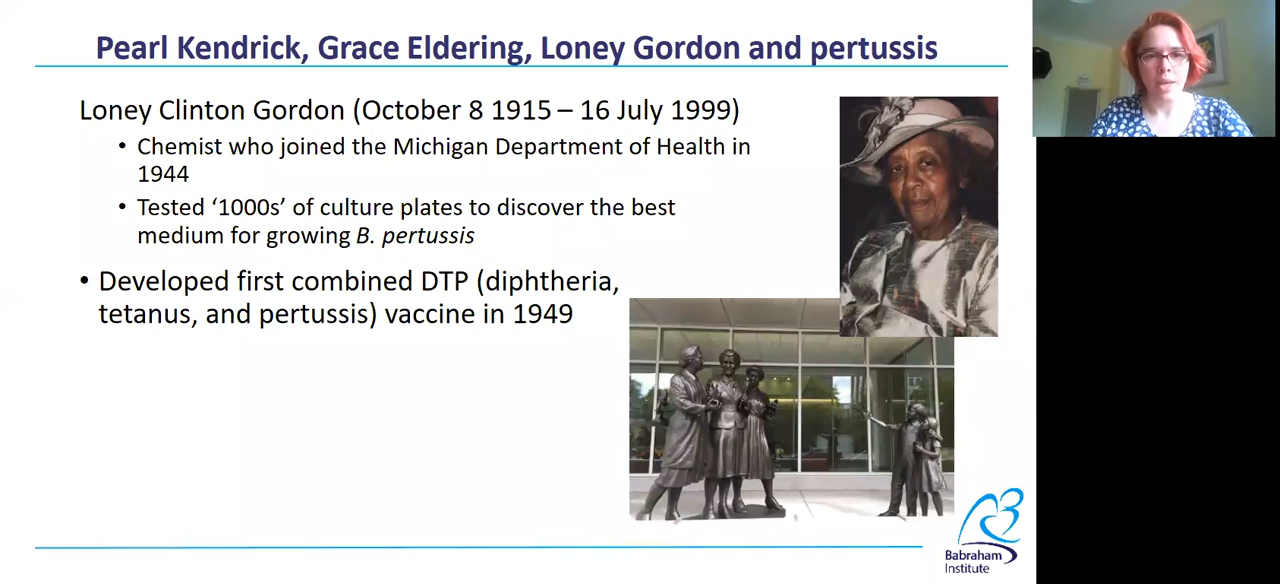 Pearl Kendrick, Grace Eldering, Loney Gordon and pertussis
Loney Clinton Gordon (October 8 1915 – 16 July 1999)
• Chemist who joined the Michigan Department of Health in
1944
• Tested ‘1000s’ of culture plates to discover the best
medium for growing B. pertussis
• Developed first combined DTP (diphtheria,
tetanus, and pertussis) vaccine in 1949
Babraham
Institute